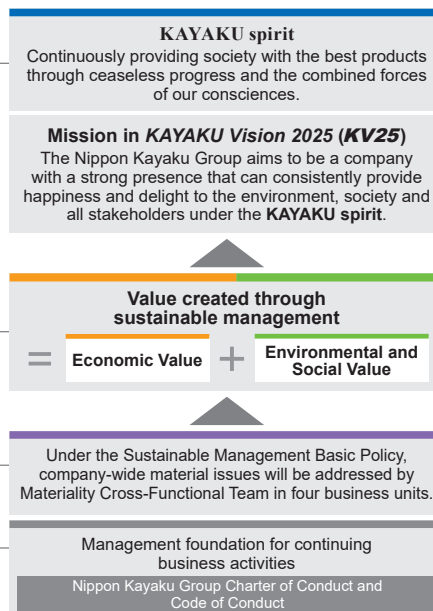 KAYAKU spirit
Continuously providing society with the best products
through ceaseless progress and the combined forces
of our consciences.
Mission in KAYAKU Vision 2025 (KV25)
The Nippon Kayaku Group aims to be a company
with a strong presence that can consistently provide
happiness and delight to the environment, society and
all stakeholders under the KAYAKU spirit.
Value created through
sustainable management
= Economic Value + Environmental and
Social Value
Under the Sustainable Management Basic Policy,
company-wide material issues will be addressed by
Materiality Cross-Functional Team in four business units.
Management foundation for continuing
business activities
Nippon Kayaku Group Charter of Conduct and
Code of Conduct